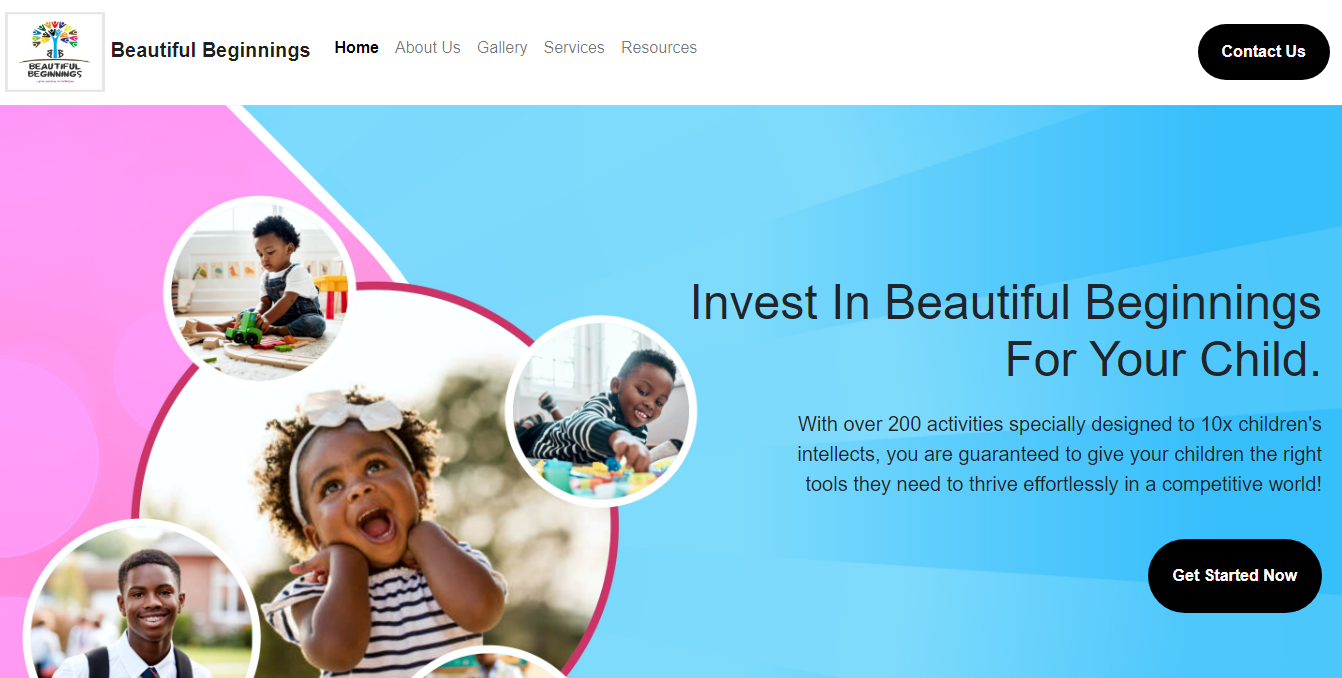 BEAUTIFUL
BEGINNINGS
Beautiful Beginnings
Home
About Us
Gallery
Services
Resources
Contact Us
Invest In Beautiful Beginnings
For Your Child.
With over 200 activities specially designed to 10x children's
intellects, you are guaranteed to give your children the right
tools they need to thrive effortlessly in a competitive world!
Get Started Now